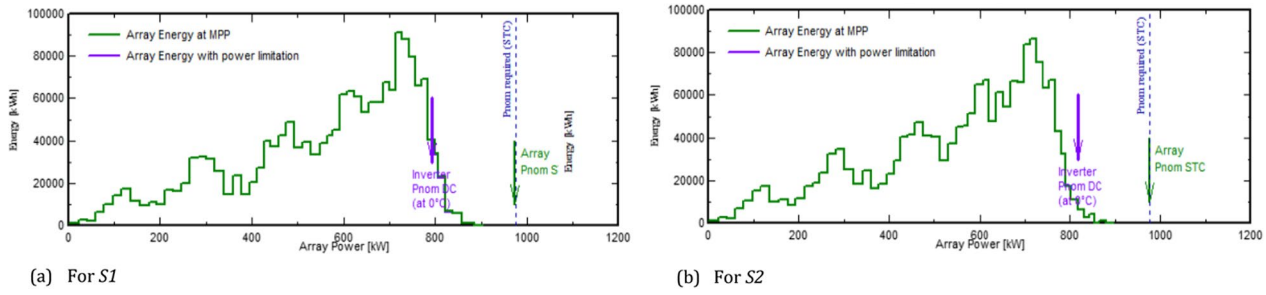 100000
80000
60000
40000
20000
0
Energy [kWh]
Array Energy at MPP
Array Energy with power limitation
Pnom required (STC)
Inverter
Pnom DC
(at 0°C)
Array
Pnom S
Energy [kWh]
0 200 400 600 800 1000 1200
Array Power [kW]
(a) For S1
100000
80000
60000
40000
20000
0
Energy [kWh]
Array Energy at MPP
Array Energy with power limitation
Pnom required (STC)
Inverter
Pnom DC
(at 0°C)
Array
Pnom STC
0 200 400 600 800 1000 1200
Array Power [kW]
(b) For S2